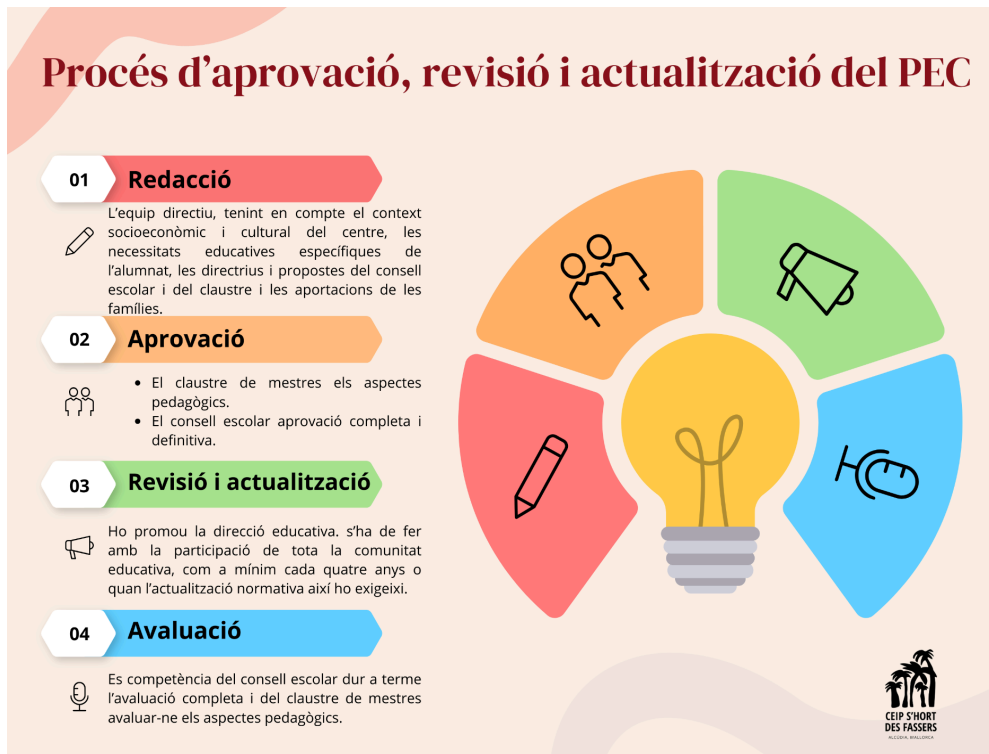 Procés d’aprovació, revisió i actualització del PEC
01
Redacció
L’equip directiu, tenint en compte el context
socioeconòmic i cultural del centre, les
necessitats educatives específiques de
l’alumnat, les directrius i propostes del consell
escolar i del claustre i les aportacions de les
famílies.
02
Aprovació
El claustre de mestres els aspectes
pedagògics.
El consell escolar aprovació completa i
definitiva.
03
Revisió i actualització
Ho promou la direcció educativa. s’ha de fer
amb la participació de tota la comunitat
educativa, com a mínim cada quatre anys o
quan l’actualització normativa així ho exigeixi.
04
Avaluació
Es competència del consell escolar dur a terme
l’avaluació completa i del claustre de mestres
avaluar-ne els aspectes pedagògics.
CEIP S'HORT
DES FASSERS
ALCÚDIA, MALLORCA